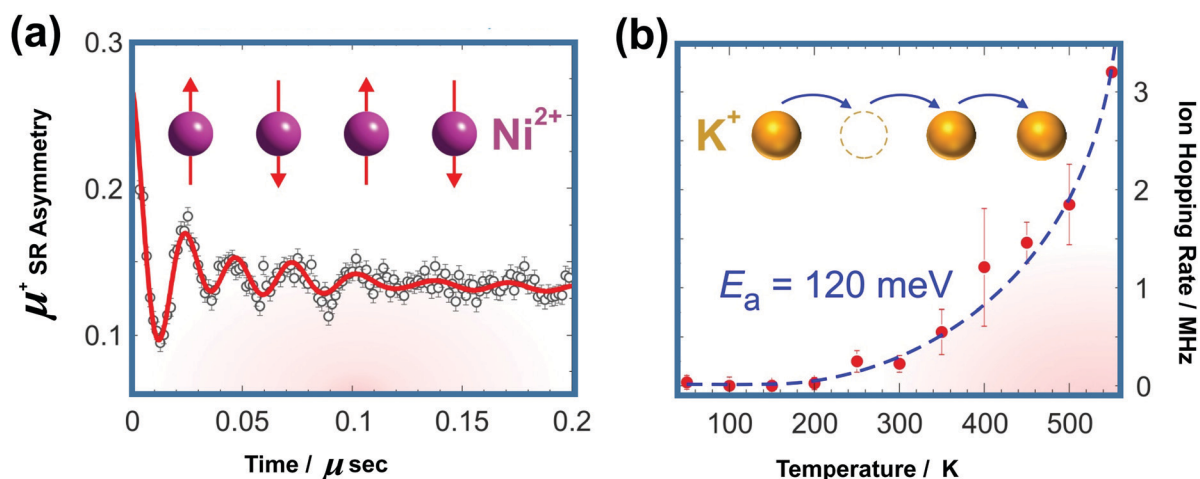 (a)
0.3
0.2
0.1
μ⁺ SR Asymmetry
Ni²⁺
0
0.05
0.1
0.15
0.2
Time / μ sec
(b)
K⁺
Eₐ = 120 meV
3
2
1
0
Ion Hopping Rate / MHz
100
200
300
400
500
Temperature / K